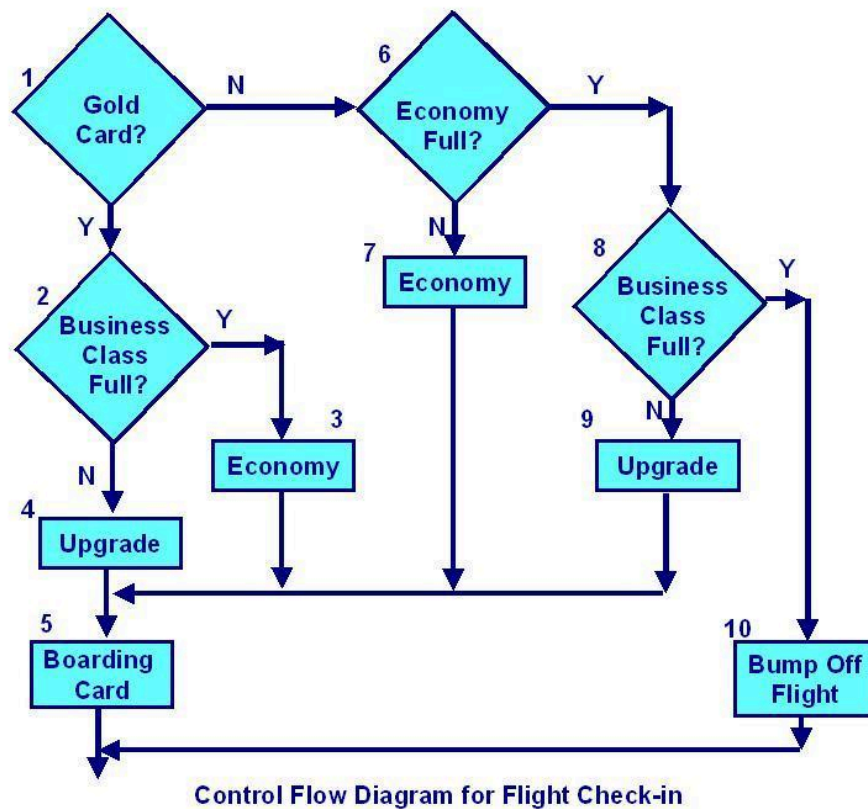 1
Gold
Card?
N
Y
6
Economy
Full?
Y
N
2
Business
Class
Full?
Y
N
3
Economy
4
Upgrade
5
Boarding
Card
7
Economy
8
Business
Class
Full?
Y
N
9
Upgrade
10
Bump Off
Flight
Control Flow Diagram for Flight Check-in